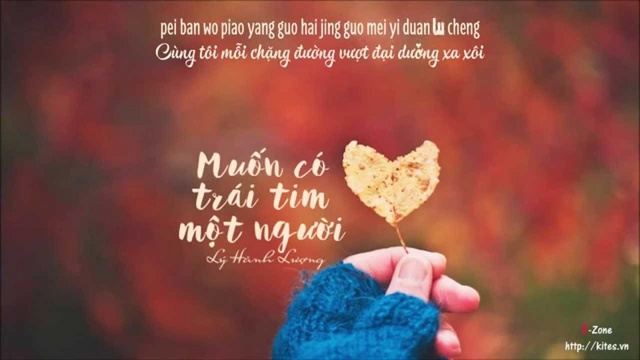 pei ban wo piao yang guo hai jing guo mei yi duan lu cheng
Cùng tôi mỗi chặng đường vượt đại dương xa xôi
Muốn có
trái tim
một người
Lý Hành Lượng
K-Zone
http://kites.vn